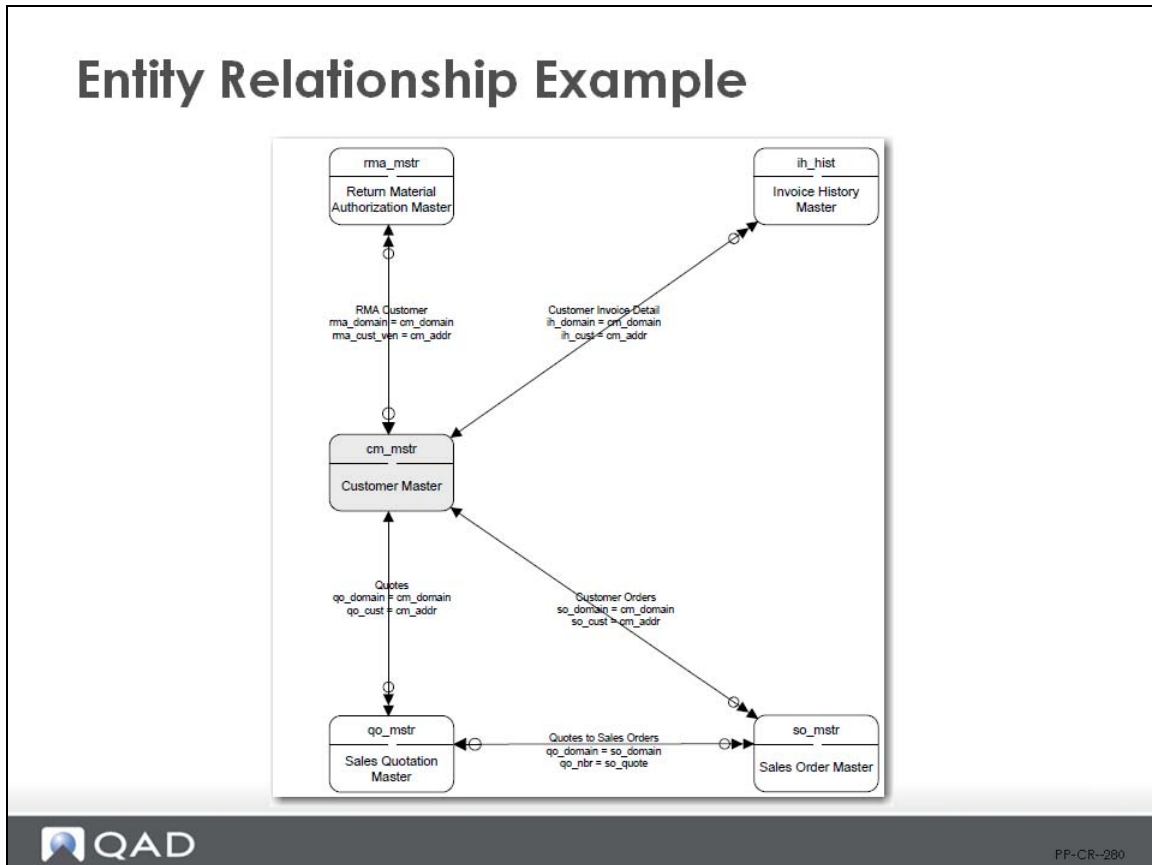 Entity Relationship Example
rma_mstr
Return Material
Authorization Master
ih_hist
Invoice History
Master
RMA Customer
rma_domain = cm_domain
rma_cust_ven = cm_addr
Customer Invoice Detail
ih_domain = cm_domain
ih_cust = cm_addr
cm_mstr
Customer Master
Quotes
qo_domain = cm_domain
qo_cust = cm_addr
Customer Orders
so_domain = cm_domain
so_cust = cm_addr
qo_mstr
Sales Quotation
Master
Quotes to Sales Orders
qo_domain = so_domain
qo_nbr = so_quote
so_mstr
Sales Order Master
QAD
PP-CR--280